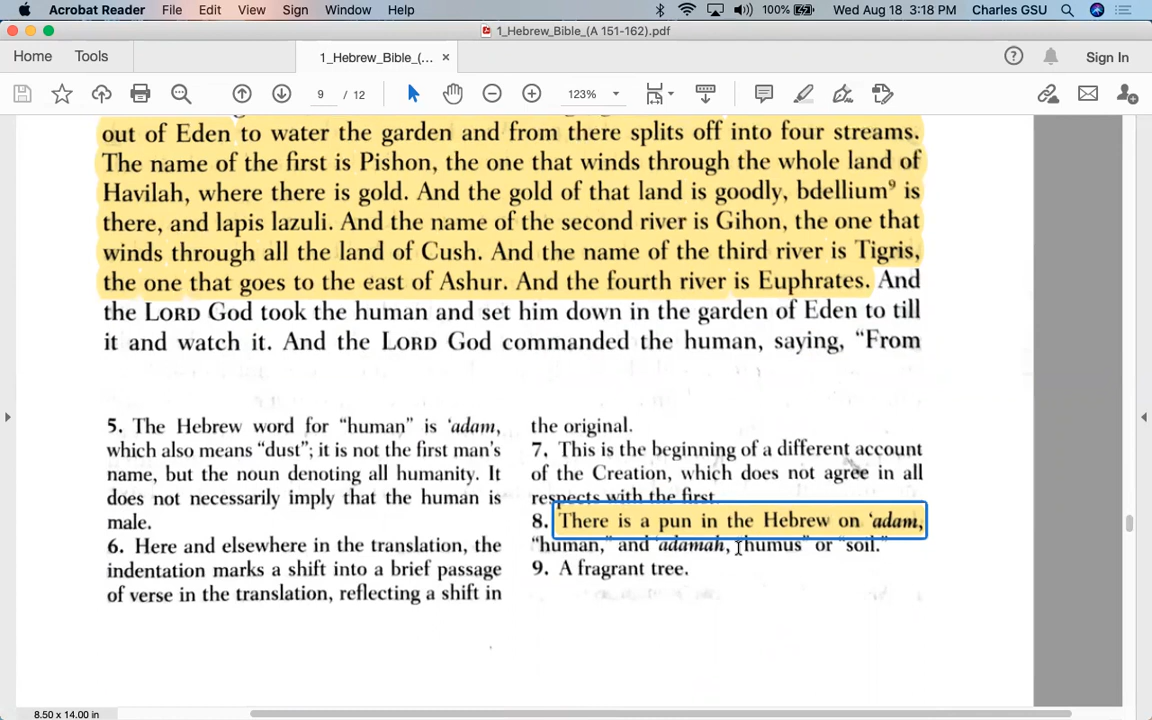 Acrobat Reader File Edit View Sign Window Help 100% Wed Aug 18 3:18 PM Charles GSU
1_Hebrew_Bible_(A 151-162).pdf
Home Tools 1_Hebrew_Bible_(... × Sign In
9 / 12 123%
out of Eden to water the garden and from there splits off into four streams.
The name of the first is Pishon, the one that winds through the whole land of
Havilah, where there is gold. And the gold of that land is goodly, bdellium⁹ is
there, and lapis lazuli. And the name of the second river is Gihon, the one that
winds through all the land of Cush. And the name of the third river is Tigris,
the one that goes to the east of Ashur. And the fourth river is Euphrates. And
the LORD God took the human and set him down in the garden of Eden to till
it and watch it. And the LORD God commanded the human, saying, “From
5. The Hebrew word for “human” is ’adam,
which also means “dust”; it is not the first man’s
name, but the noun denoting all humanity. It
does not necessarily imply that the human is
male.
6. Here and elsewhere in the translation, the
indentation marks a shift into a brief passage
of verse in the translation, reflecting a shift in
the original.
7. This is the beginning of a different account
of the Creation, which does not agree in all
respects with the first.
8. There is a pun in the Hebrew on ’adam,
“human,” and ’adamah, “humus” or “soil.”
9. A fragrant tree.
8.50 x 14.00 in